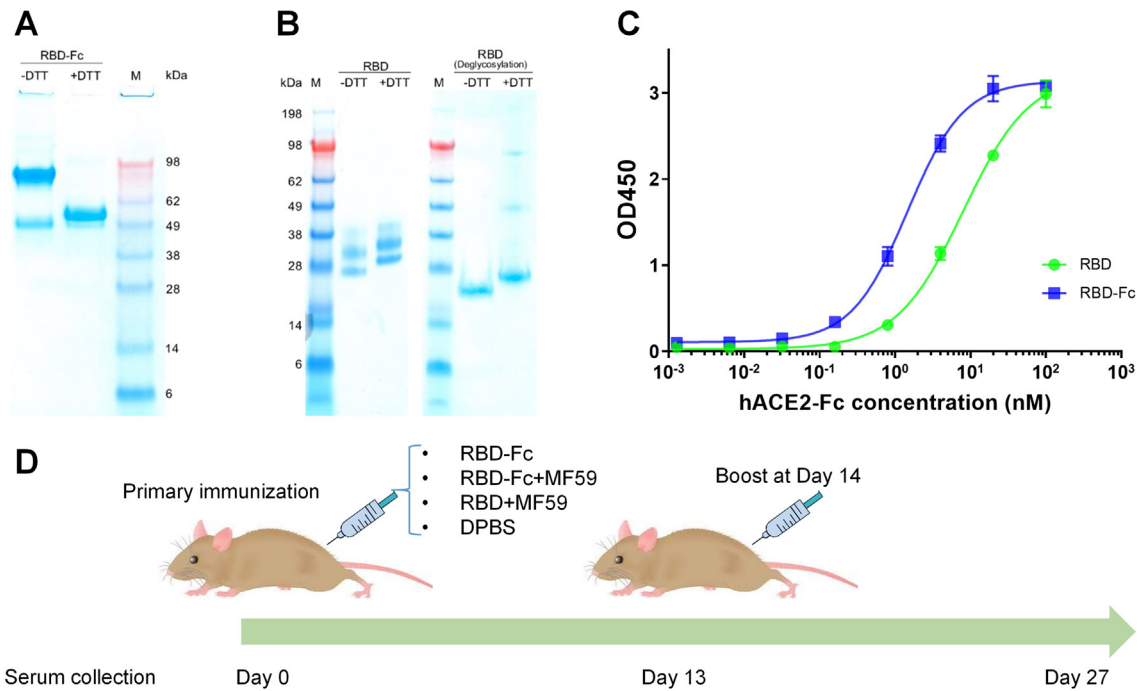 A
RBD-Fc
-DTT +DTT M kDa
98
62
49
38
28
14
6
B
RBD
kDa M -DTT +DTT
198
98
62
49
38
28
14
6
RBD
(Deglycosylation)
M -DTT +DTT
C
OD450
3
2
1
0
10-3 10-2 10-1 100 101 102 103
hACE2-Fc concentration (nM)
RBD
RBD-Fc
D
Primary immunization
• RBD-Fc
• RBD-Fc+MF59
• RBD+MF59
• DPBS
Boost at Day 14
Serum collection Day 0 Day 13 Day 27